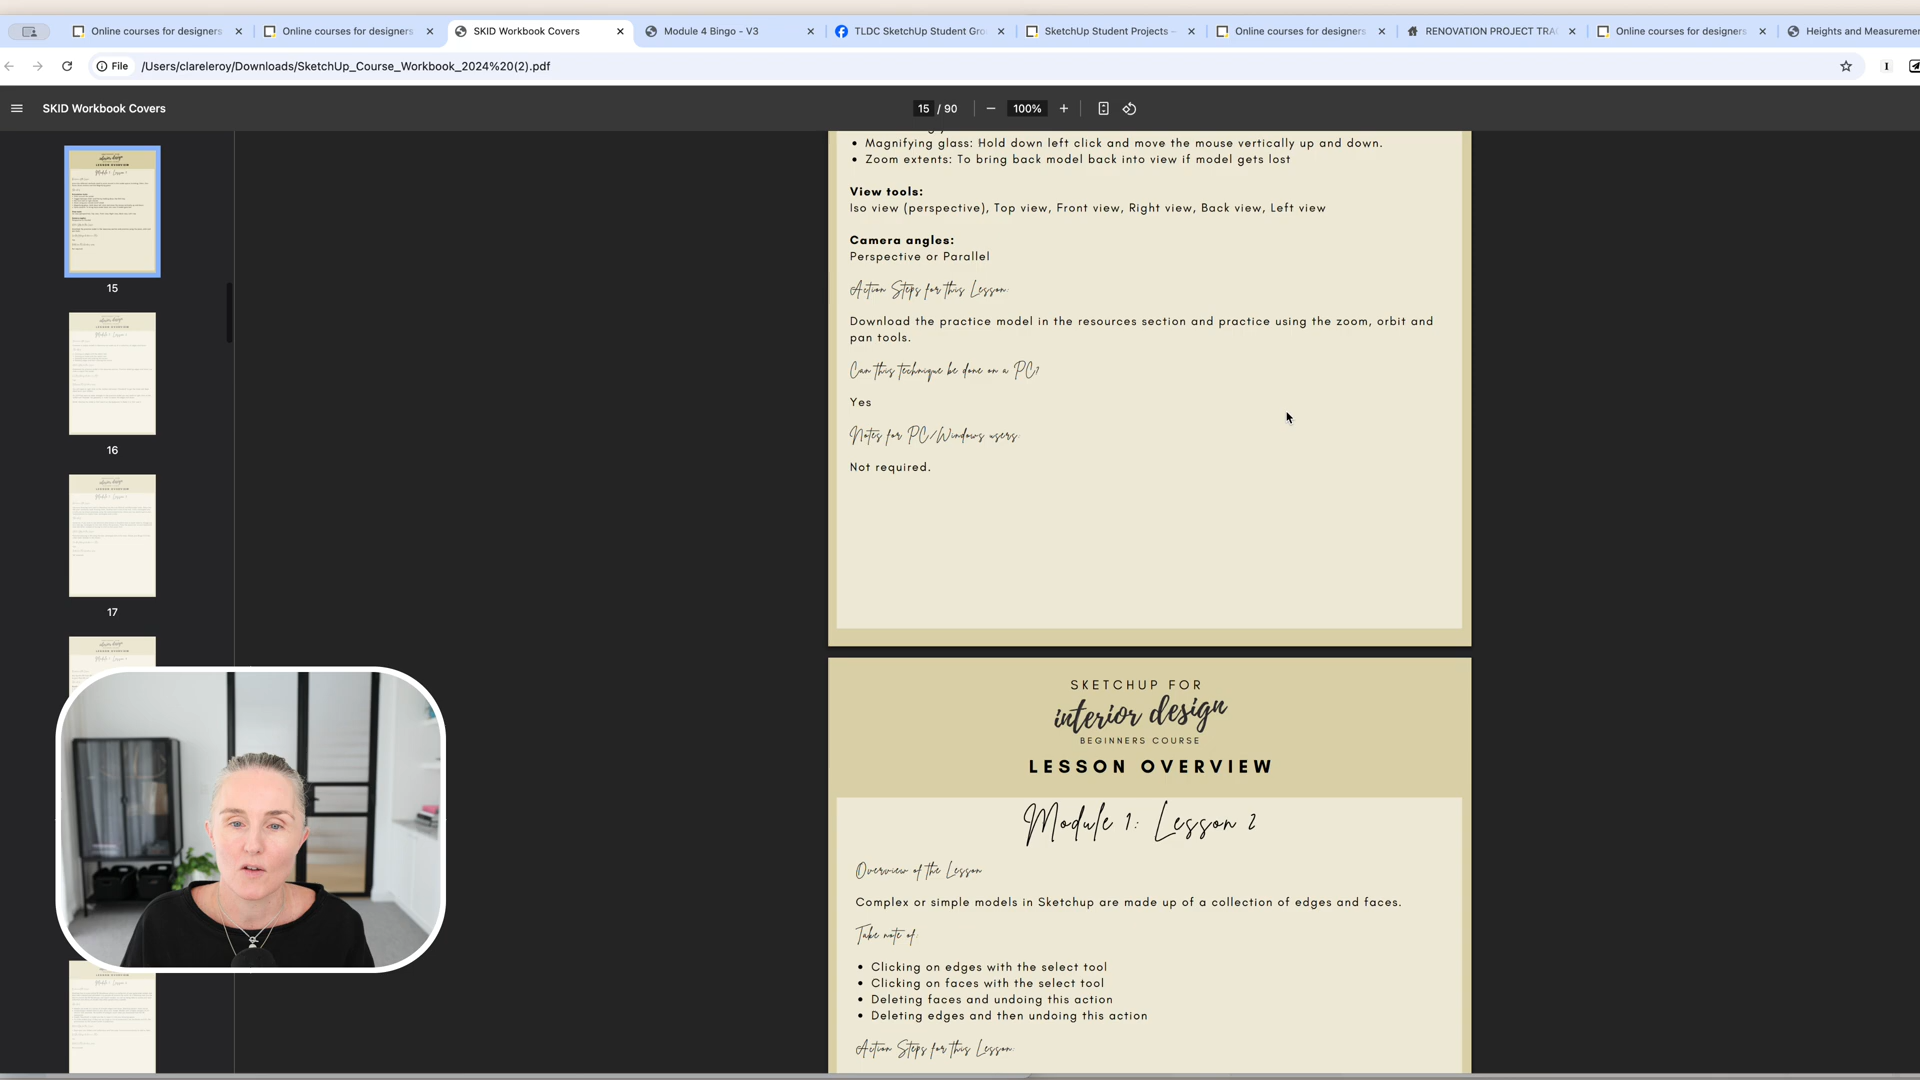 Online courses for designers
Online courses for designers
SKID Workbook Covers
Module 4 Bingo - V3
TLDC SketchUp Student Gro
SketchUp Student Projects -
Online courses for designers
RENOVATION PROJECT TRA
Online courses for designers
Heights and Measuremen
File
/Users/clareleroy/Downloads/SketchUp_Course_Workbook_2024%20(2).pdf
SKID Workbook Covers
15 / 90
100%
15
16
17
• Magnifying glass: Hold down left click and move the mouse vertically up and down.
• Zoom extents: To bring back model back into view if model gets lost
View tools:
Iso view (perspective), Top view, Front view, Right view, Back view, Left view
Camera angles:
Perspective or Parallel
Action Steps for this Lesson:
Download the practice model in the resources section and practice using the zoom, orbit and
pan tools.
Can this technique be done on a PC?
Yes
Notes for PC/Windows users:
Not required.
SKETCHUP FOR
interior design
BEGINNERS COURSE
LESSON OVERVIEW
Module 1: Lesson 2
Overview of the Lesson
Complex or simple models in Sketchup are made up of a collection of edges and faces.
Take note of:
• Clicking on edges with the select tool
• Clicking on faces with the select tool
• Deleting faces and undoing this action
• Deleting edges and then undoing this action
Action Steps for this Lesson: